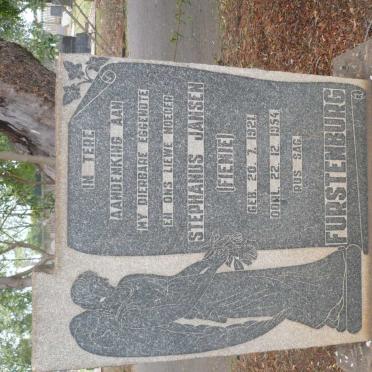 IN TERE
AANDENKING AAN
MY DIERBARE EGGENOTE
EN ONS LIEWE MOEDER
STEPHANUS JANSEN
(FIENIE)
GEB. 20. 7. 1921
OORL. 22. 12. 1954
RUS SAG
FURSTENBURG